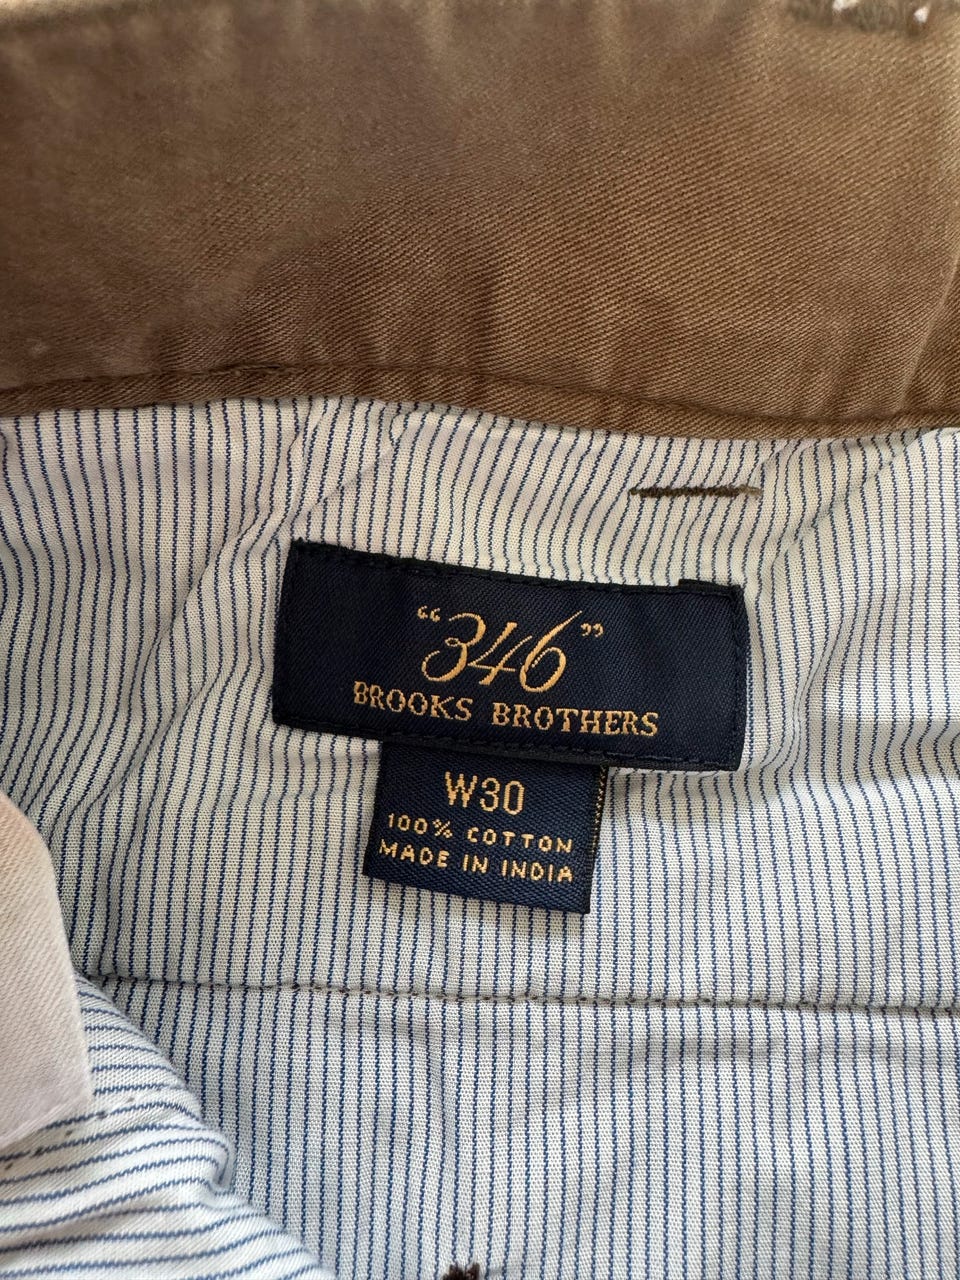 “346”
BROOKS BROTHERS
W30
100% COTTON
MADE IN INDIA